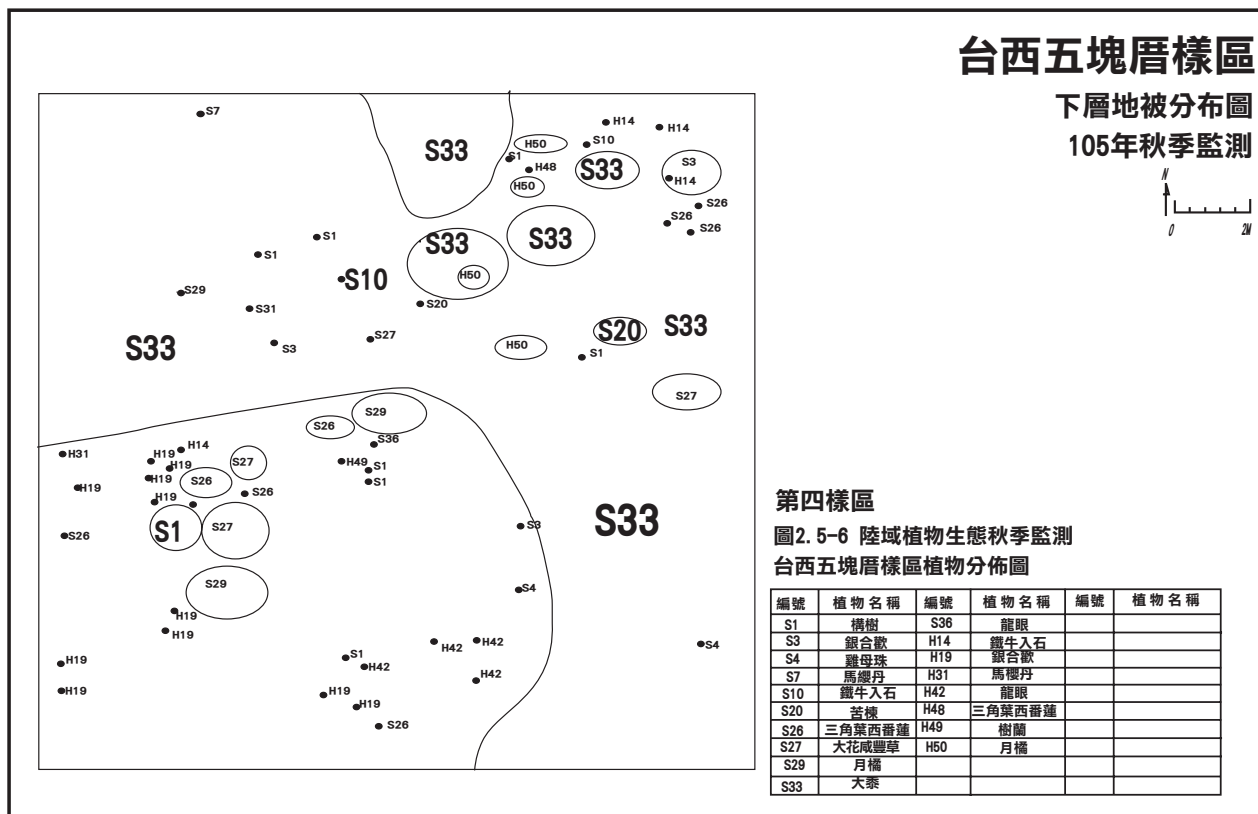 台西五塊厝樣區
下層地被分布圖
105年秋季監測
N
0 2M
S7
S33
H50
S1
H48
H50
H14
S10
H14
S33
S3
H14
S26
S26
S26
S1
S1
S33
H50
S33
S10
S29
S31
S20
S33
S3
S27
H50
S20
S33
S1
S27
S29
S26
S36
H31
H19
H14
H19
S27
H49
S1
S1
H19
H19
S26
S26
H19
S1
S27
S26
S3
S33
S29
S4
H19
H19
H42
H42
S4
H19
S1
H42
H42
H19
H19
H19
S26
第四樣區
圖2.5-6 陸域植物生態秋季監測
台西五塊厝樣區植物分佈圖
編號 植物名稱 編號 植物名稱 編號 植物名稱
S1 構樹 S36 龍眼
S3 銀合歡 H14 鐵牛入石
S4 雞母珠 H19 銀合歡
S7 馬纓丹 H31 馬櫻丹
S10 鐵牛入石 H42 龍眼
S20 苦楝 H48 三角葉西番蓮
S26 三角葉西番蓮 H49 樹蘭
S27 大花咸豐草 H50 月橘
S29 月橘
S33 大黍